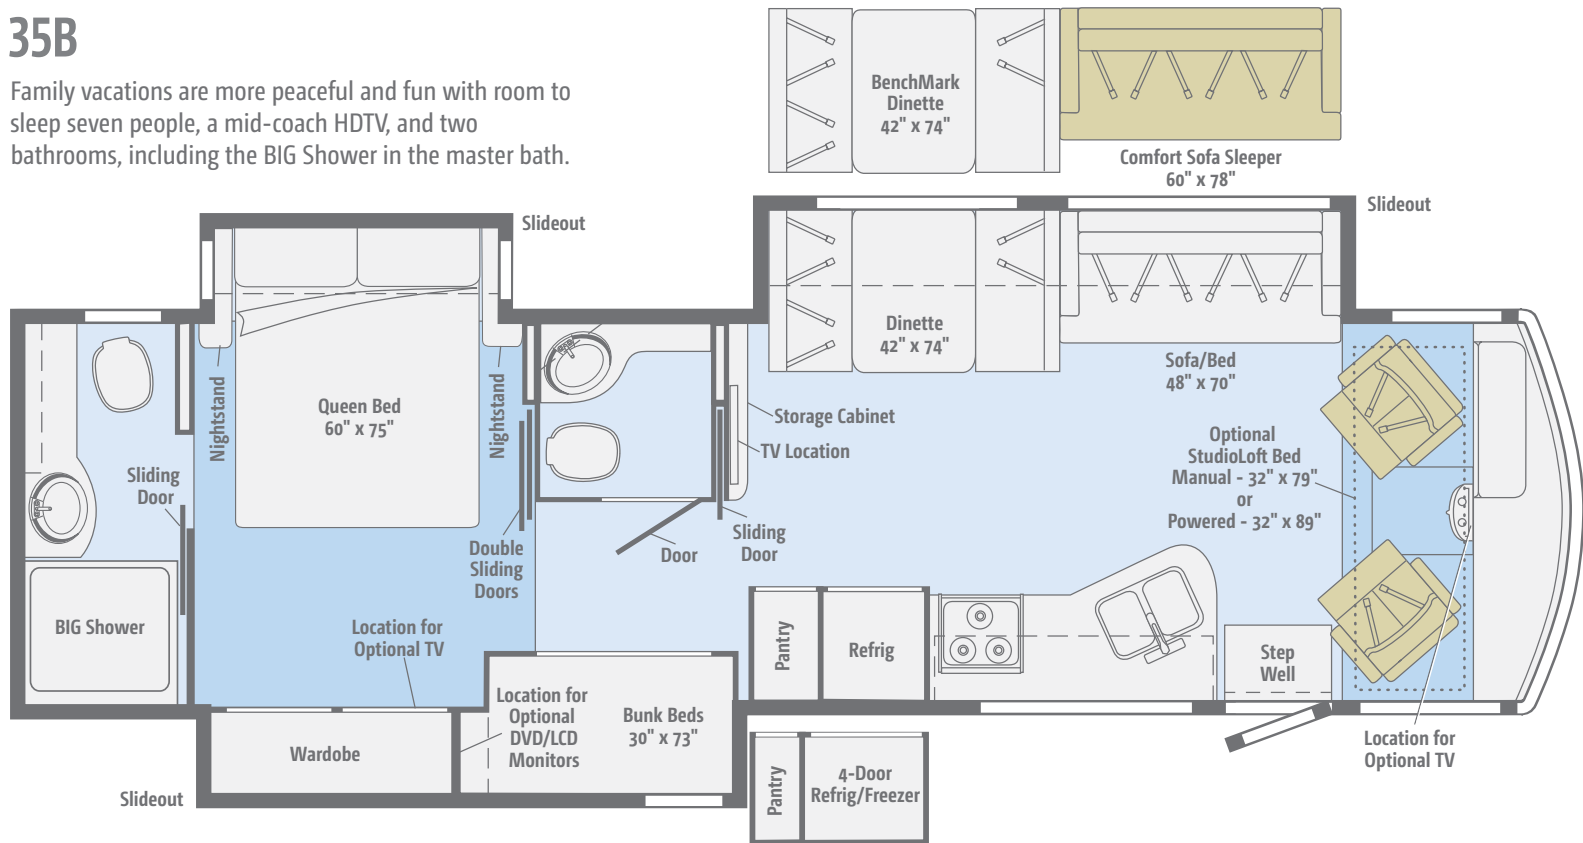 35B
Family vacations are more peaceful and fun with room to
sleep seven people, a mid-coach HDTV, and two
bathrooms, including the BIG Shower in the master bath.
BenchMark
Dinette
42" x 74"
Comfort Sofa Sleeper
60" x 78"
Slideout
Slideout
Dinette
42" x 74"
Sofa/Bed
48" x 70"
Nightstand
Queen Bed
60" x 75"
Nightstand
Storage Cabinet
TV Location
Optional
StudioLoft Bed
Manual - 32" x 79"
or
Powered - 32" x 89"
Sliding
Door
Double
Sliding
Doors
Door
Sliding
Door
BIG Shower
Location for
Optional TV
Pantry
Refrig
Step
Well
Location for
Optional
DVD/LCD
Monitors
Bunk Beds
30" x 73"
Wardobe
Location for
Optional TV
Slideout
Pantry
4-Door
Refrig/Freezer